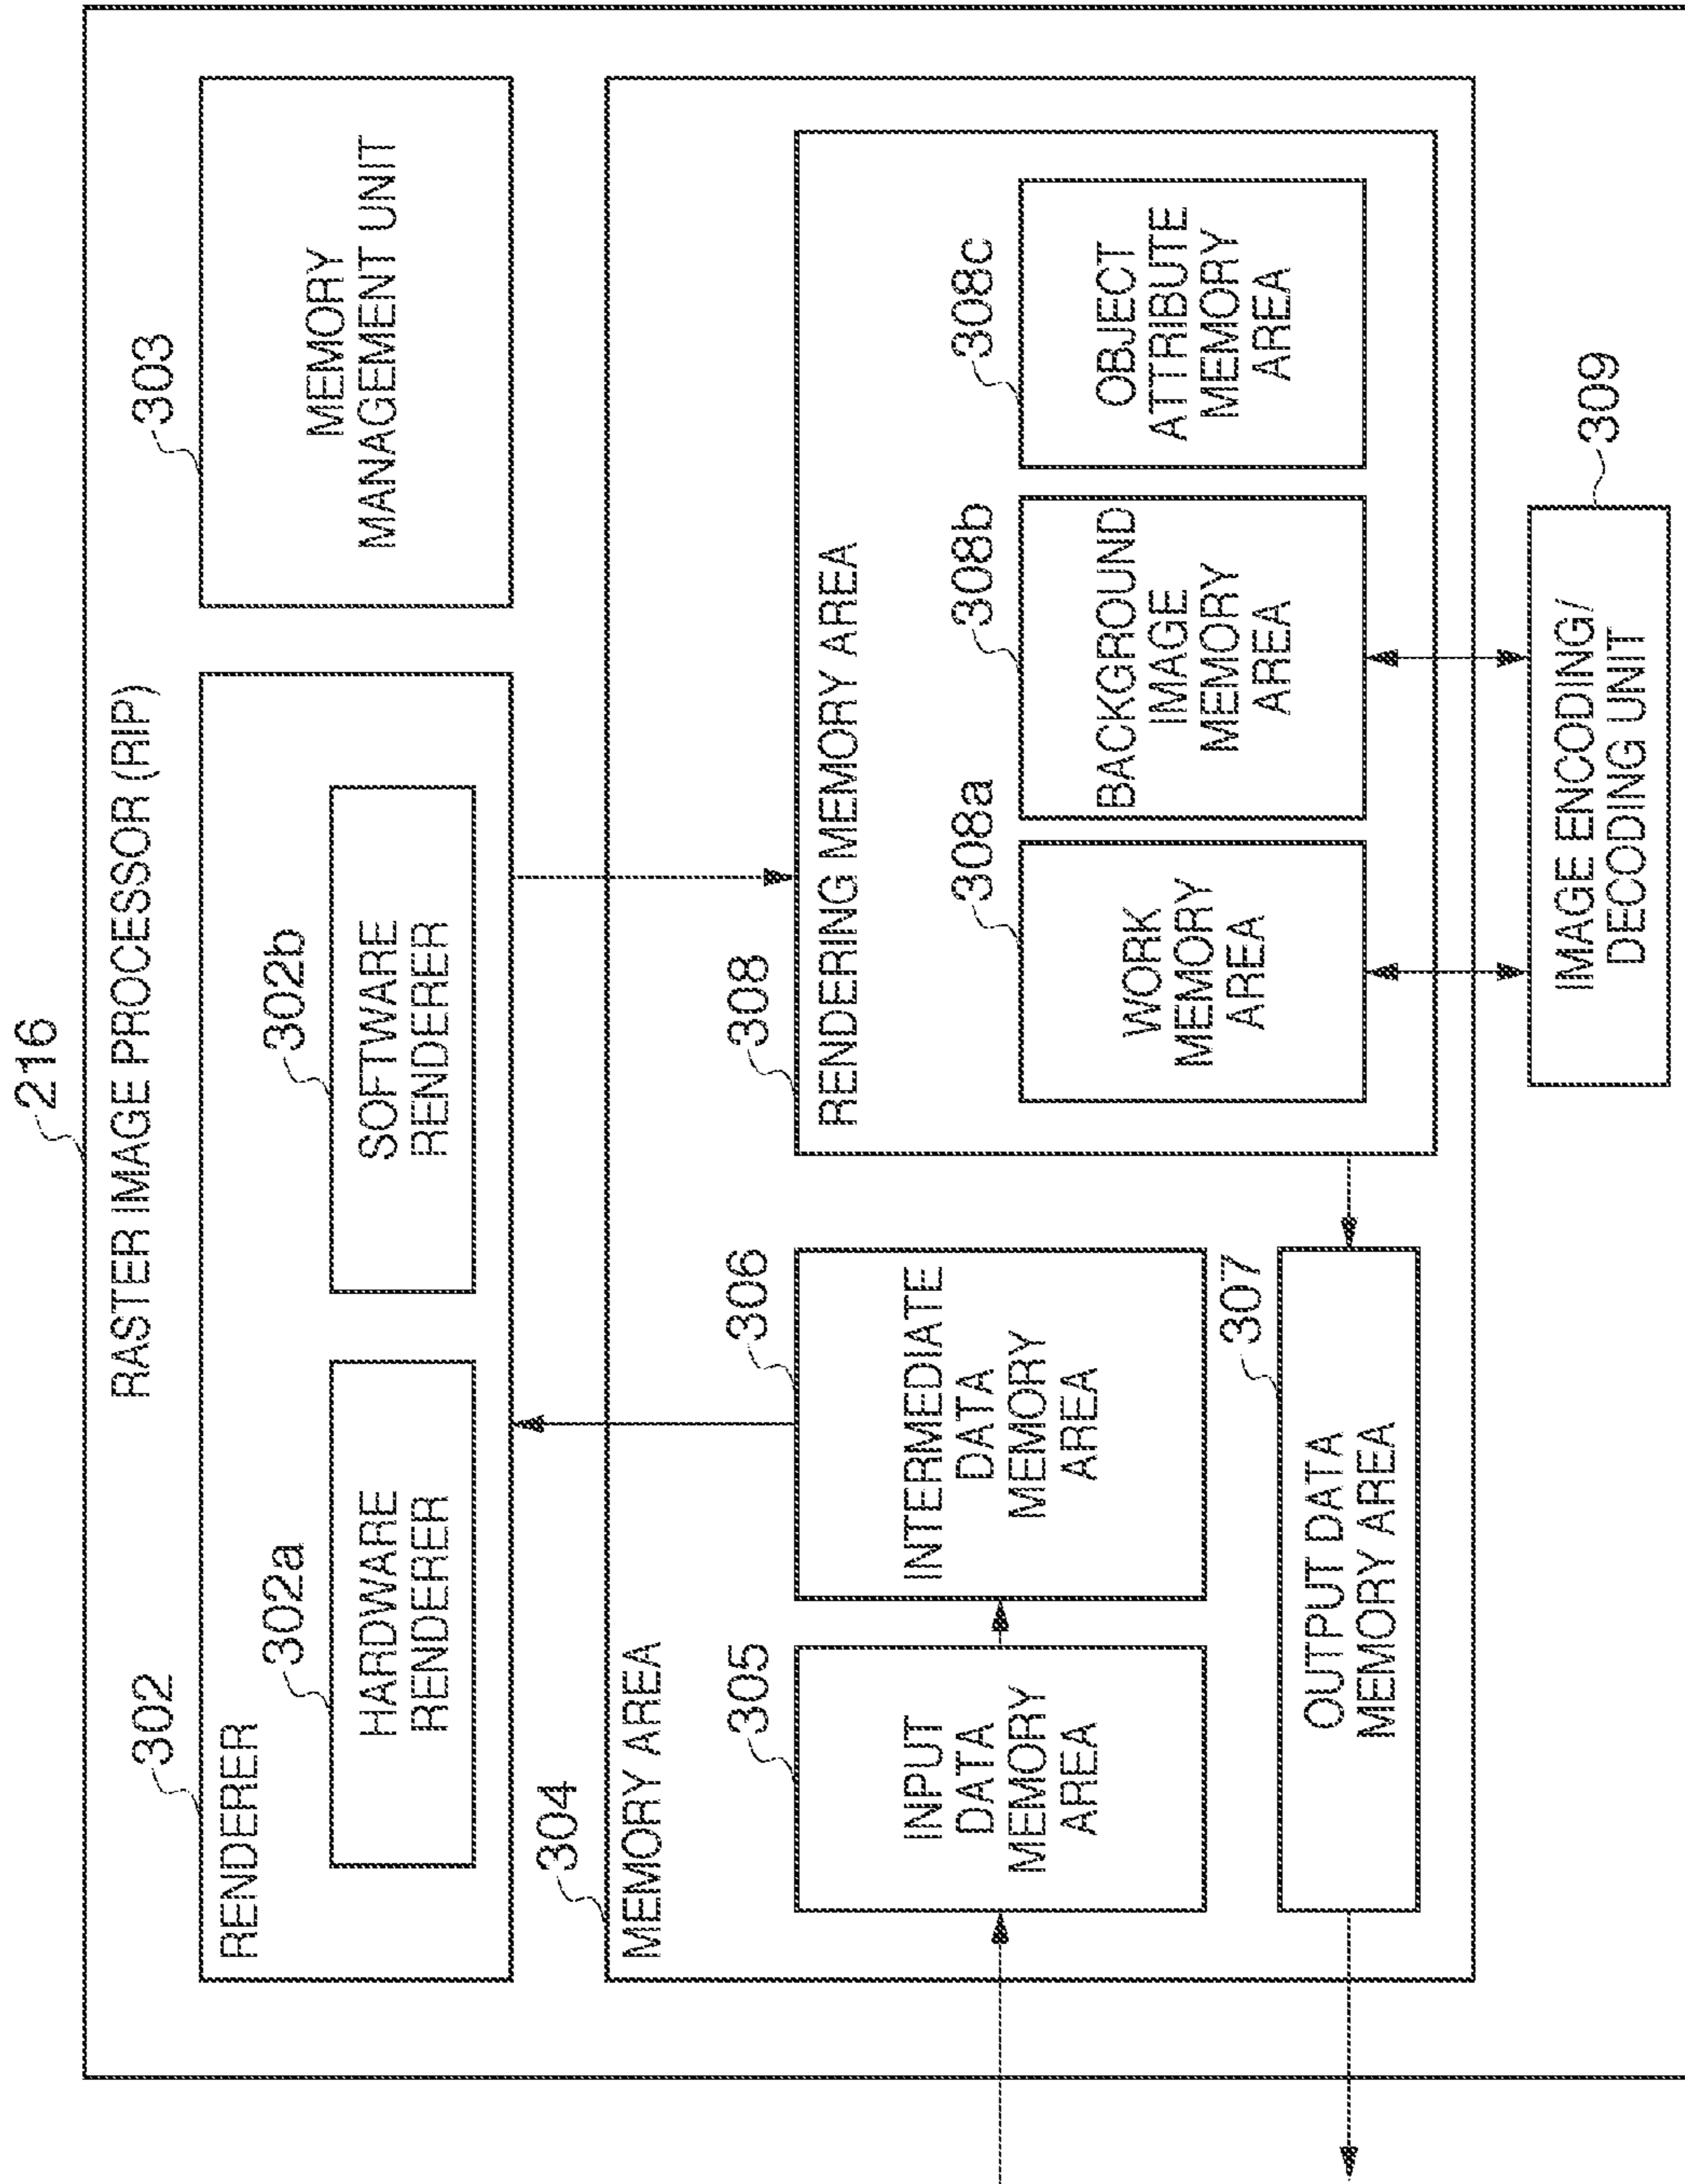 216
RASTER IMAGE PROCESSOR (RIP)
302
RENDERER
302a
HARDWARE
RENDERER
302b
SOFTWARE
RENDERER
303
MEMORY
MANAGEMENT UNIT
304
MEMORY AREA
305
INPUT
DATA
MEMORY
AREA
306
INTERMEDIATE
DATA
MEMORY
AREA
307
OUTPUT DATA
MEMORY AREA
308
RENDERING MEMORY AREA
308a
WORK
MEMORY
AREA
308b
BACKGROUND
IMAGE
MEMORY
AREA
308c
OBJECT
ATTRIBUTE
MEMORY
AREA
309
IMAGE ENCODING/
DECODING UNIT